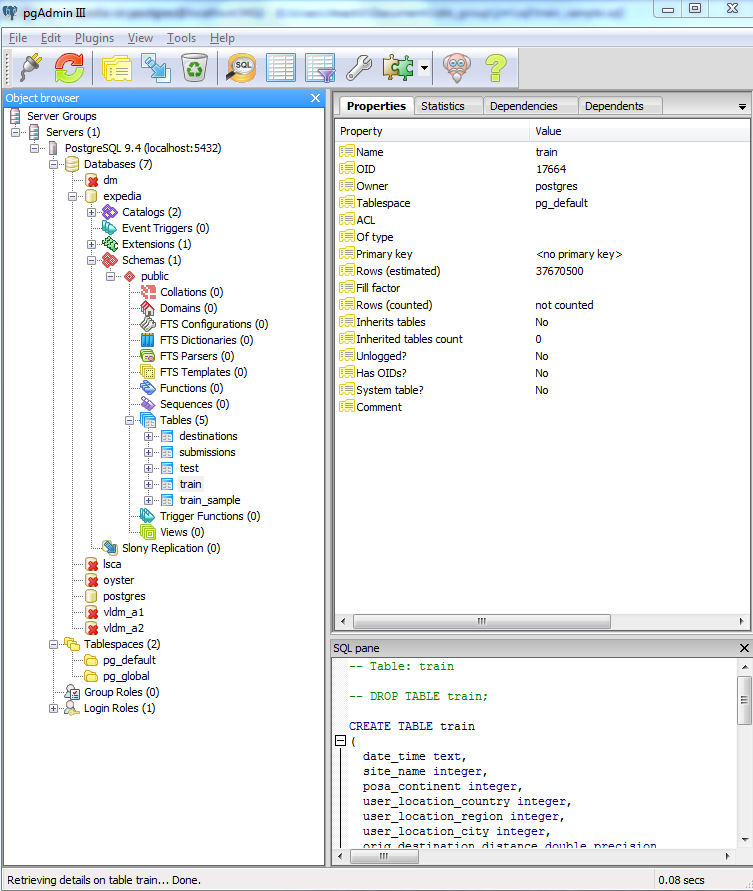 pgAdmin III
File Edit Plugins View Tools Help
SQL
Object browser
Server Groups
Servers (1)
PostgreSQL 9.4 (localhost:5432)
Databases (7)
dm
expedia
Catalogs (2)
Event Triggers (0)
Extensions (1)
Schemas (1)
public
Collations (0)
Domains (0)
FTS Configurations (0)
FTS Dictionaries (0)
FTS Parsers (0)
FTS Templates (0)
Functions (0)
Sequences (0)
Tables (5)
destinations
submissions
test
train
train_sample
Trigger Functions (0)
Views (0)
Slony Replication (0)
lsca
oyster
postgres
vldm_a1
vldm_a2
Tablespaces (2)
pg_default
pg_global
Group Roles (0)
Login Roles (1)
Properties Statistics Dependencies Dependents
Property Value
Name train
OID 17664
Owner postgres
Tablespace pg_default
ACL
Of type
Primary key <no primary key>
Rows (estimated) 37670500
Fill factor
Rows (counted) not counted
Inherits tables No
Inherited tables count 0
Unlogged? No
Has OIDs? No
System table? No
Comment
SQL pane
-- Table: train
-- DROP TABLE train;
CREATE TABLE train
(
date_time text,
site_name integer,
posa_continent integer,
user_location_country integer,
user_location_region integer,
user_location_city integer,
orig_destination_distance double precision
Retrieving details on table train... Done. 0.08 secs